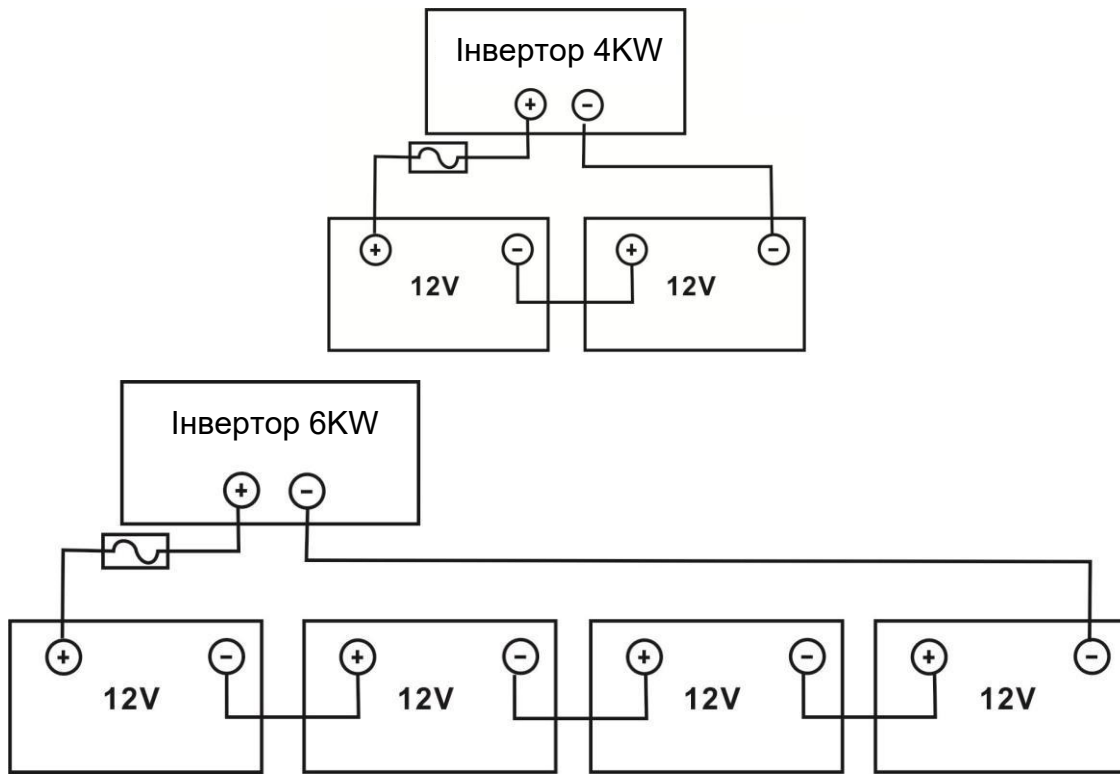 Інвертор 4KW
+ −
+ − + −
12V 12V
Інвертор 6KW
+ −
+ − + − + − + −
12V 12V 12V 12V